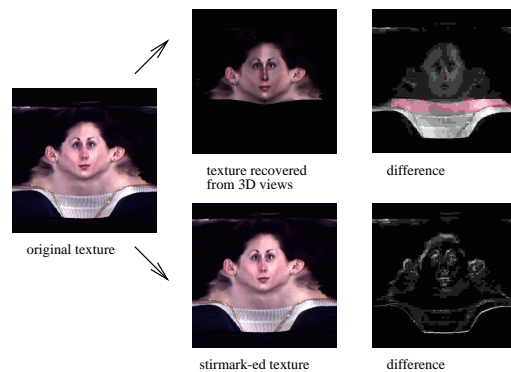 texture recovered
from 3D views
difference
original texture
stirmark-ed texture
difference